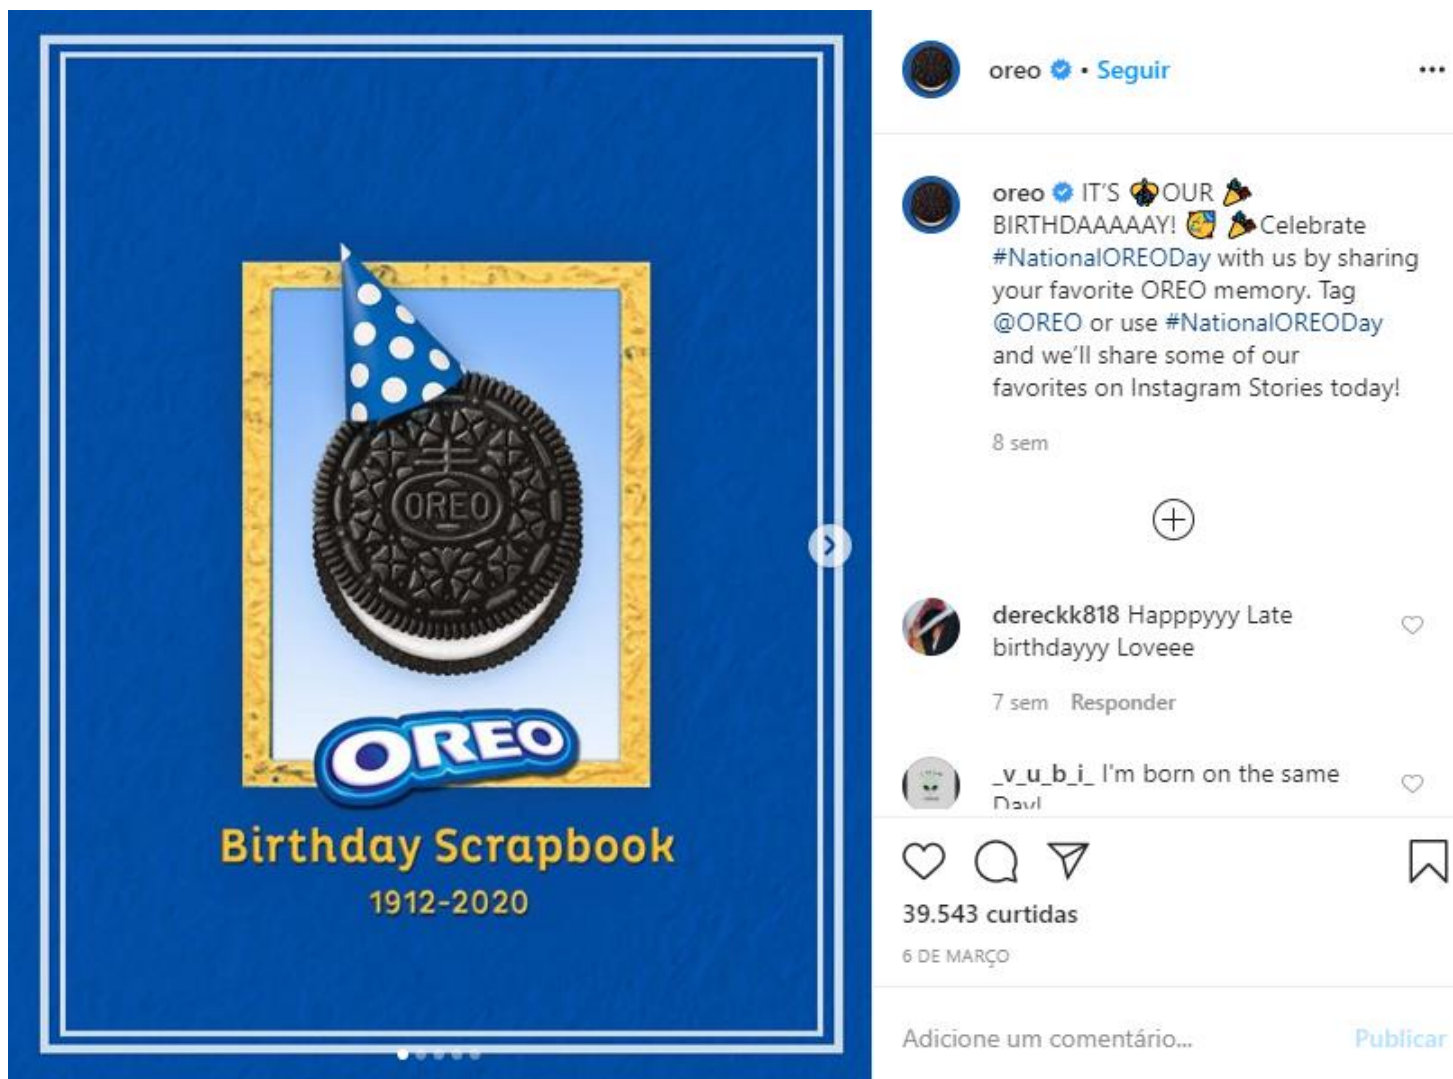 OREO
OREO
Birthday Scrapbook
1912-2020
oreo • Seguir
oreo IT'S 🎊OUR 🎉
BIRTHDAAAAAY! 🥳 🎉Celebrate
#NationalOREODay with us by sharing
your favorite OREO memory. Tag
@OREO or use #NationalOREODay
and we'll share some of our
favorites on Instagram Stories today!
8 sem
dereckk818 Happpyyy Late
birthdayyy Loveee
7 sem Responder
_v_u_b_i_ I'm born on the same
Day!
39.543 curtidas
6 DE MARÇO
Adicione um comentário... Publicar